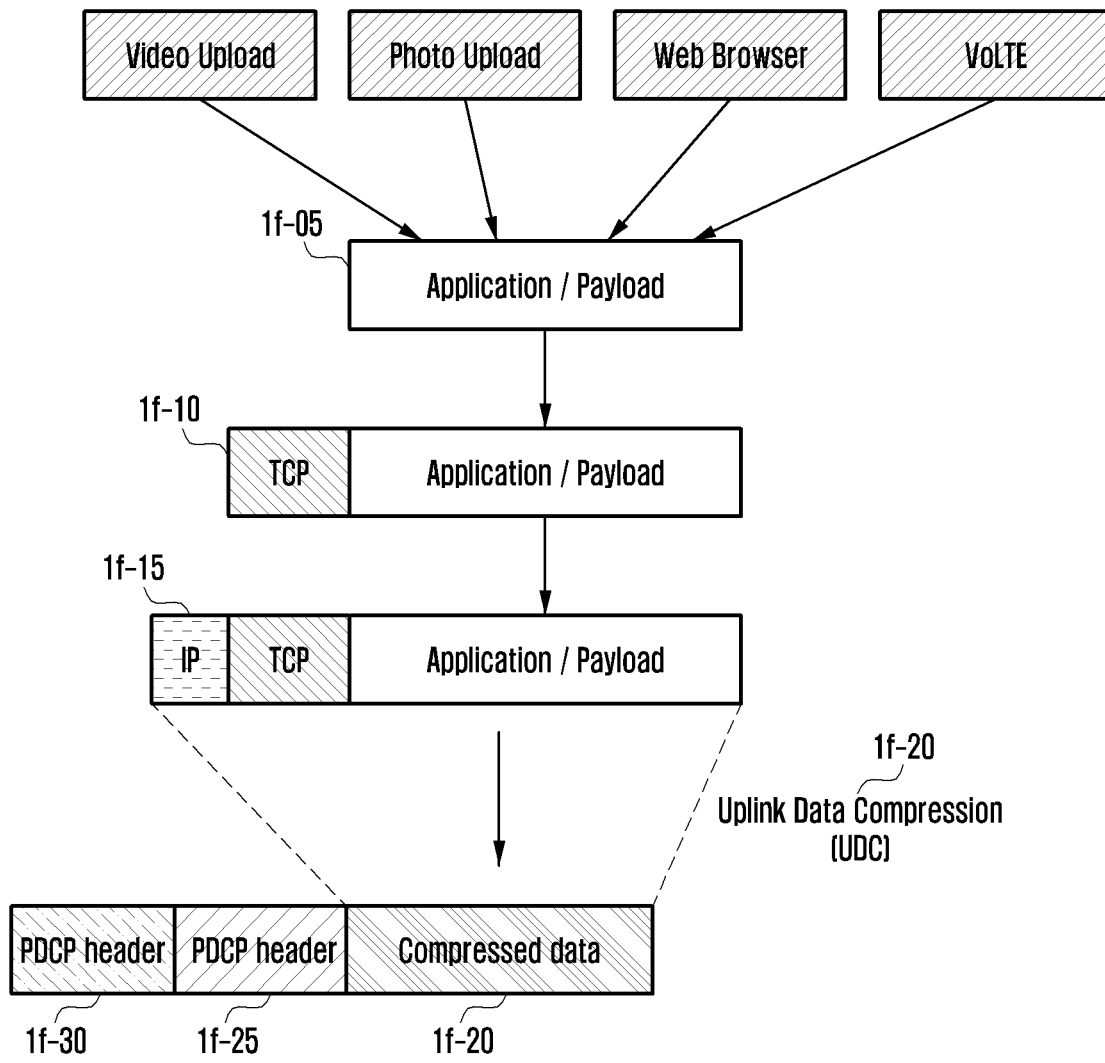 Video Upload
Photo Upload
Web Browser
VoLTE
1f-05
Application / Payload
1f-10
TCP
Application / Payload
1f-15
IP
TCP
Application / Payload
1f-20
Uplink Data Compression
(UDC)
PDCP header
PDCP header
Compressed data
1f-30
1f-25
1f-20